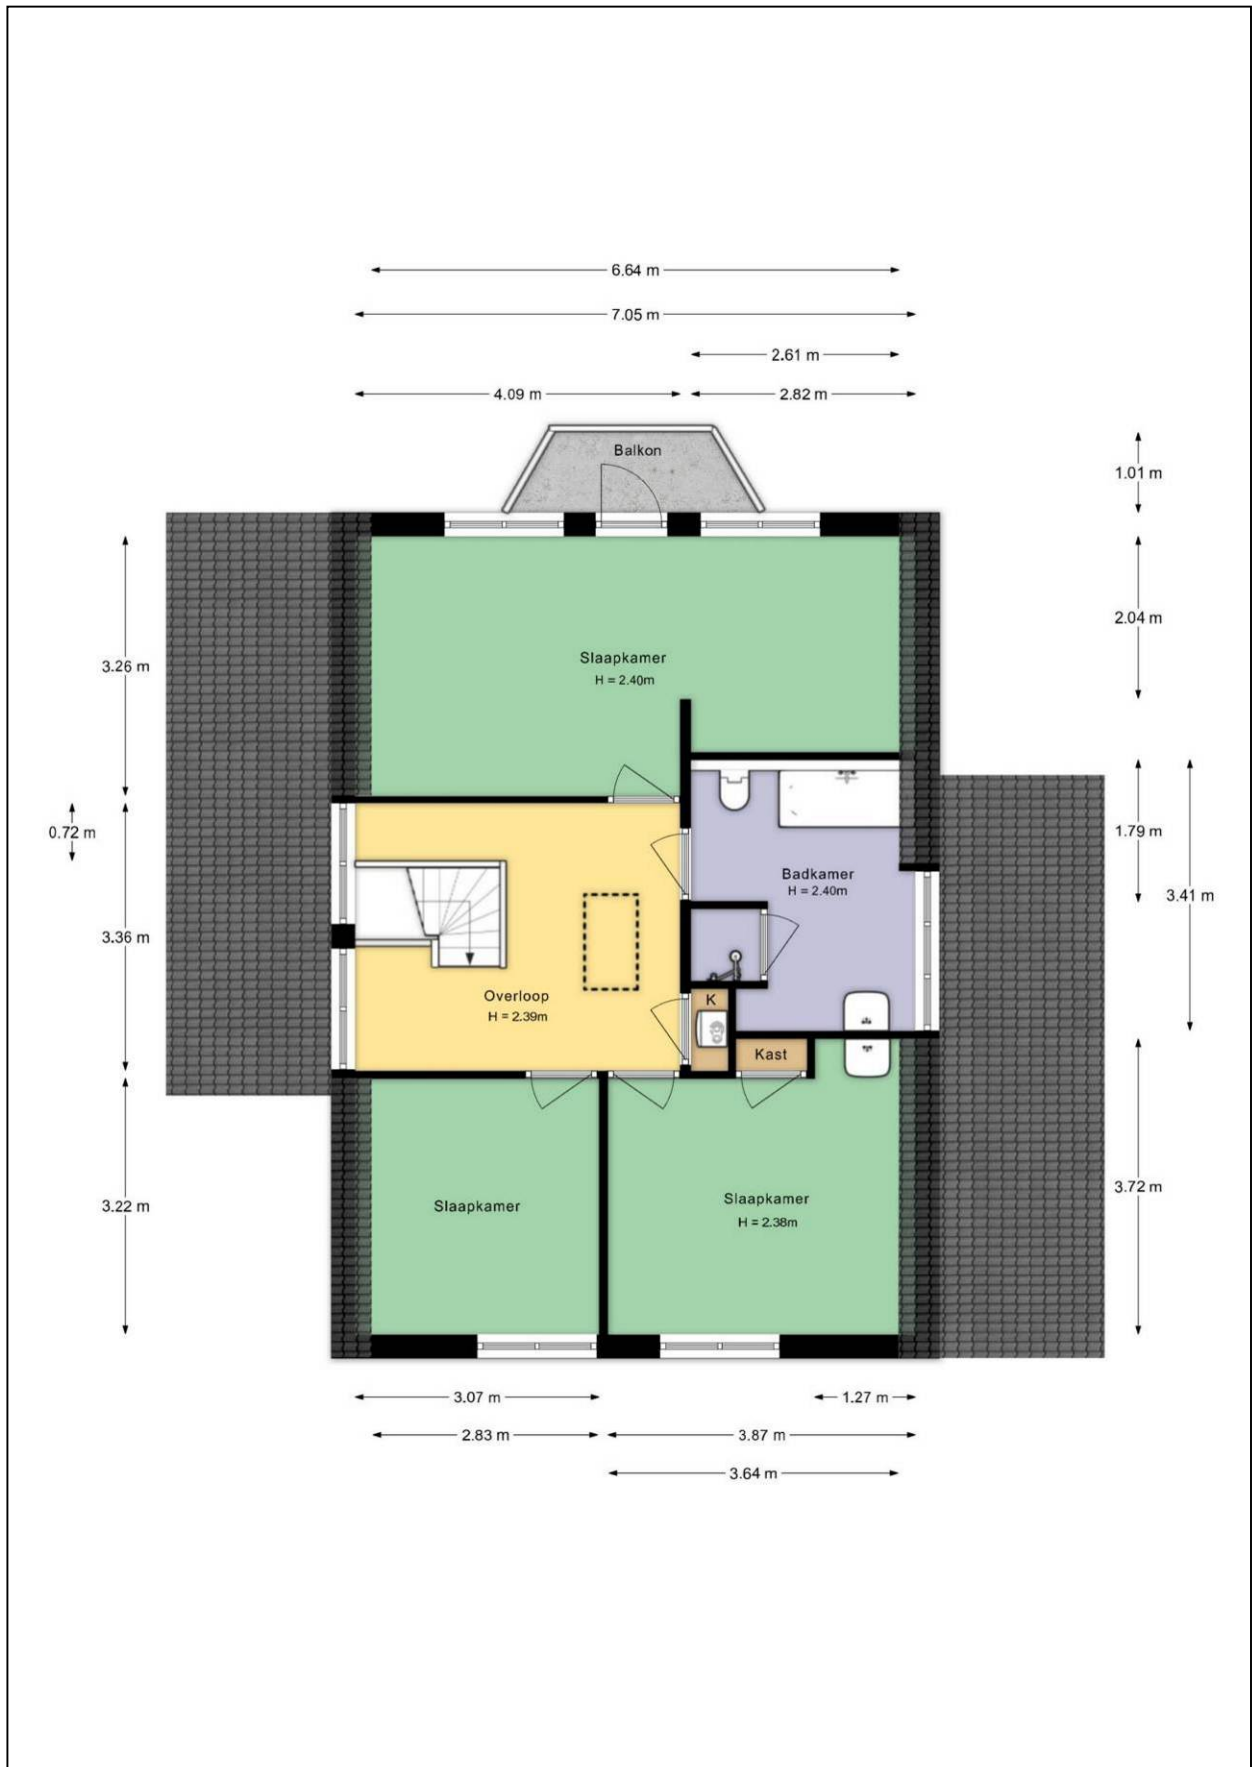 6.64 m
7.05 m
2.61 m
4.09 m
2.82 m
Balkon
1.01 m
2.04 m
3.26 m
Slaapkamer
H = 2.40m
0.72 m
1.79 m
Badkamer
H = 2.40m
3.41 m
3.36 m
Overloop
H = 2.39m
K
Kast
3.22 m
Slaapkamer
Slaapkamer
H = 2.38m
3.72 m
3.07 m
1.27 m
2.83 m
3.87 m
3.64 m